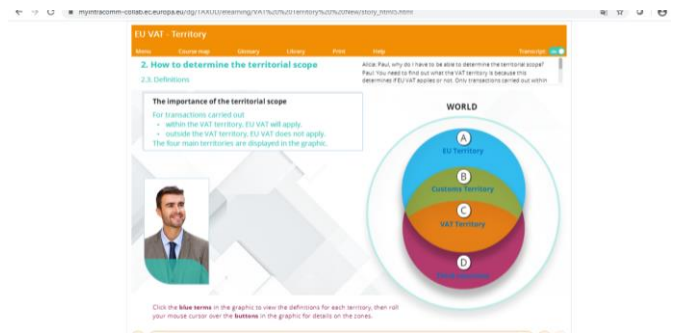 EU VAT - Territory
Menu Course map Glossary Library Print Help Transcript
2. How to determine the territorial scope
2.3. Definitions
Alice: Paul, why do I have to be able to determine the territorial scope?
Paul: You need to find out what the VAT territory is because this
determines if EU VAT applies or not. Only transactions carried out within
The importance of the territorial scope
For transactions carried out
- within the VAT territory, EU VAT will apply.
- outside the VAT territory, EU VAT does not apply.
The four main territories are displayed in the graphic.
WORLD
A
EU Territory
B
Customs Territory
C
VAT Territory
D
Click the blue terms in the graphic to view the definitions for each territory, then roll
your mouse cursor over the buttons in the graphic for details on the zones.